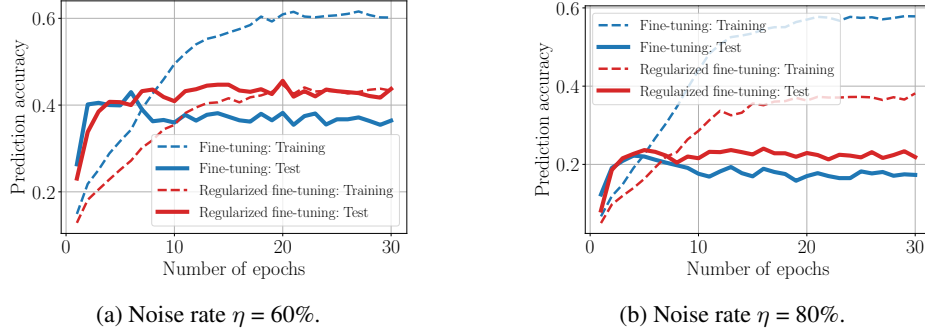 0.6
0.4
0.2
Prediction accuracy
Fine-tuning: Training
Fine-tuning: Test
Regularized fine-tuning: Training
Regularized fine-tuning: Test
0
10
20
30
Number of epochs
(a) Noise rate η = 60%.
0.6
0.4
0.2
Prediction accuracy
Fine-tuning: Training
Fine-tuning: Test
Regularized fine-tuning: Training
Regularized fine-tuning: Test
0
10
20
30
Number of epochs
(b) Noise rate η = 80%.